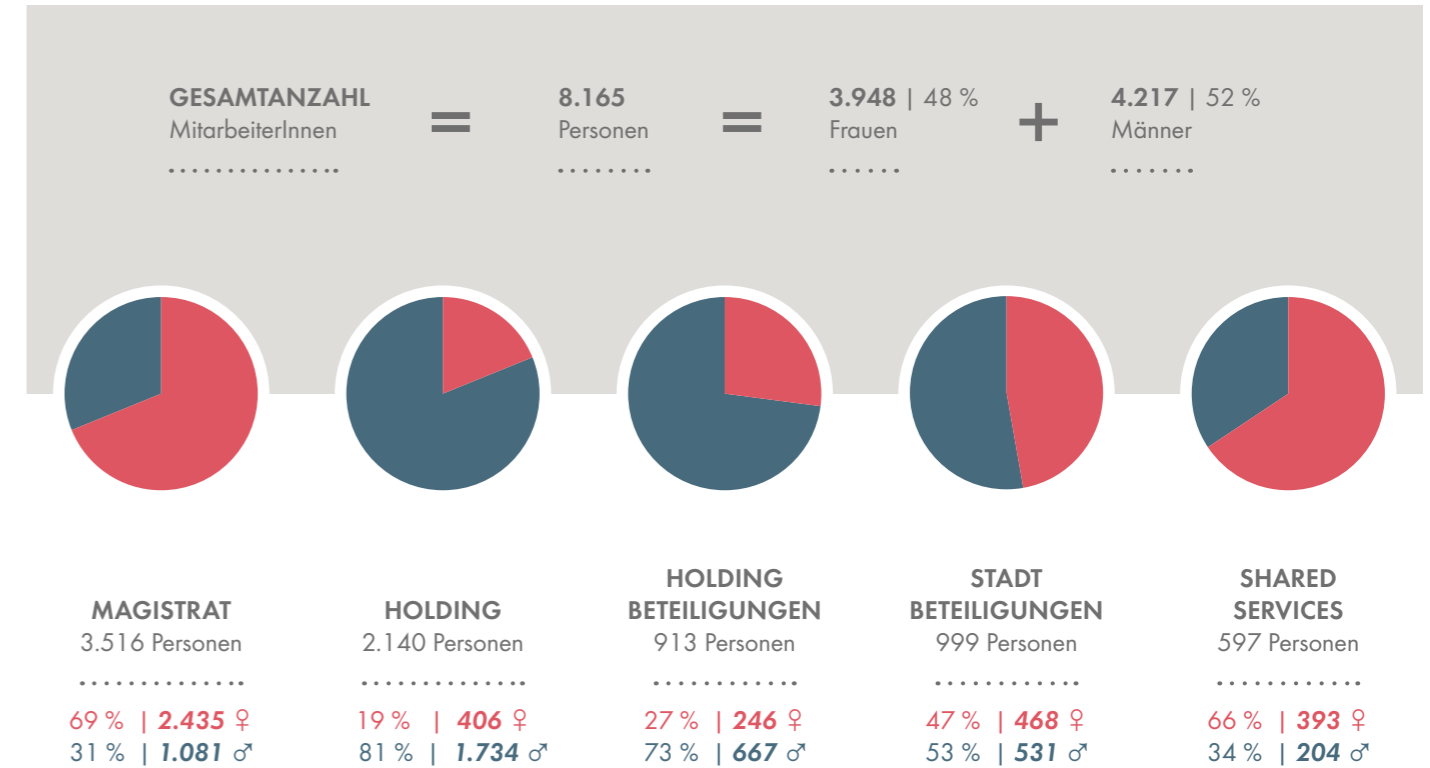 GESAMTANZAHL
MitarbeiterInnen
=
8.165
Personen
=
3.948 | 48 %
Frauen
+
4.217 | 52 %
Männer
MAGISTRAT
3.516 Personen
69 % | 2.435 ♀
31 % | 1.081 ♂
HOLDING
2.140 Personen
19 % | 406 ♀
81 % | 1.734 ♂
HOLDING
BETEILIGUNGEN
913 Personen
27 % | 246 ♀
73 % | 667 ♂
STADT
BETEILIGUNGEN
999 Personen
47 % | 468 ♀
53 % | 531 ♂
SHARED
SERVICES
597 Personen
66 % | 393 ♀
34 % | 204 ♂